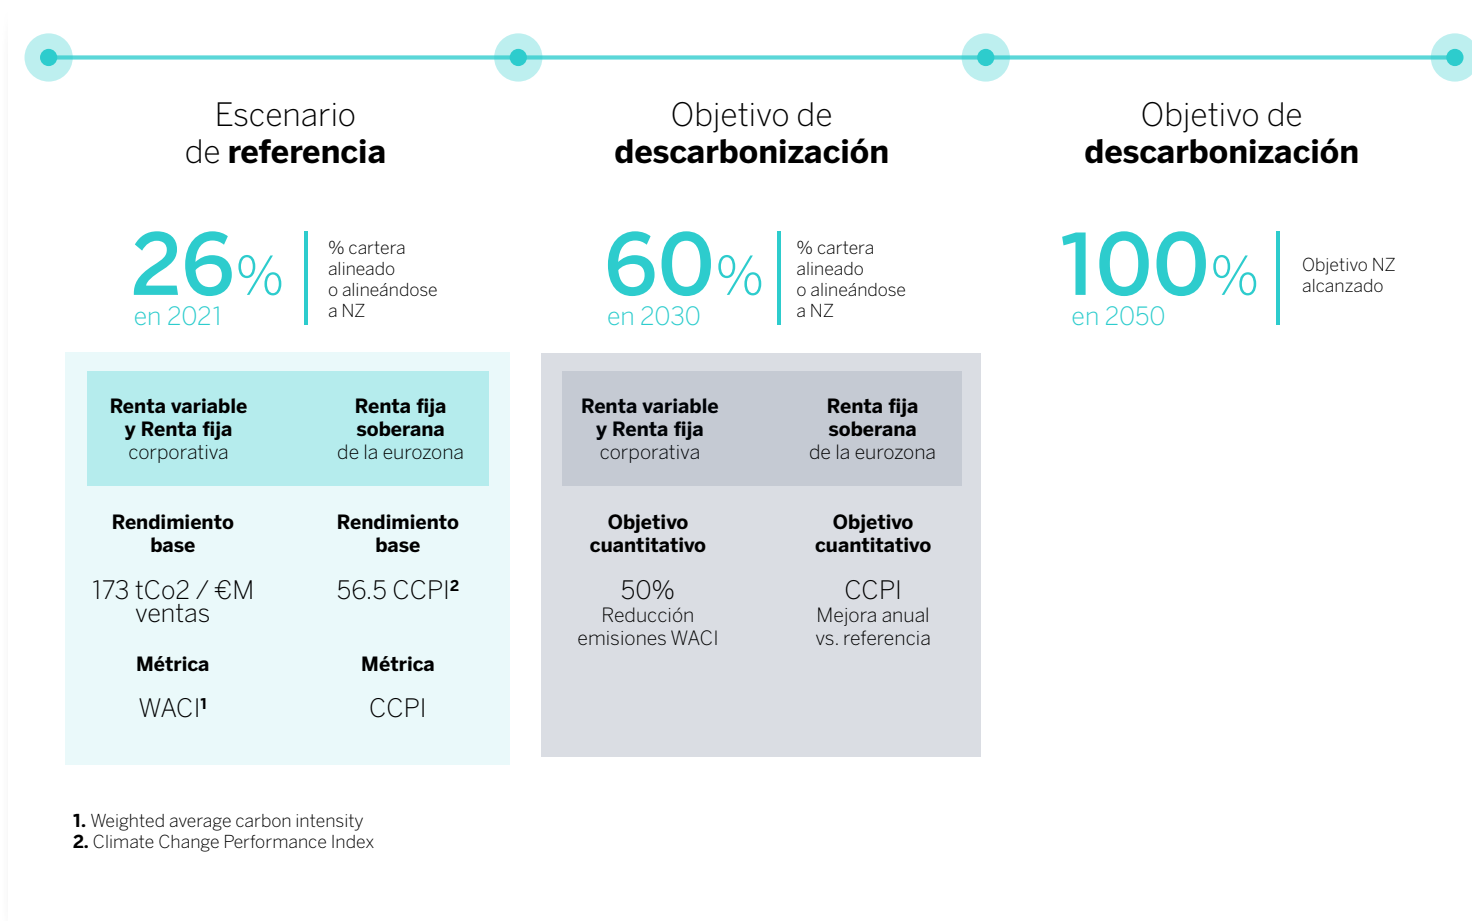 Escenario
de referencia
26%
en 2021
% cartera
alineado
o alineándose
a NZ
Renta variable
y Renta fija
corporativa
Renta fija
soberana
de la eurozona
Rendimiento
base
173 tCo2 / €M
ventas
Métrica
WACI1
Rendimiento
base
56.5 CCPI2
Métrica
CCPI
Objetivo de
descarbonización
60%
en 2030
% cartera
alineado
o alineándose
a NZ
Renta variable
y Renta fija
corporativa
Renta fija
soberana
de la eurozona
Objetivo
cuantitativo
50%
Reducción
emisiones WACI
Objetivo
cuantitativo
CCPI
Mejora anual
vs. referencia
Objetivo de
descarbonización
100%
en 2050
Objetivo NZ
alcanzado
1. Weighted average carbon intensity
2. Climate Change Performance Index